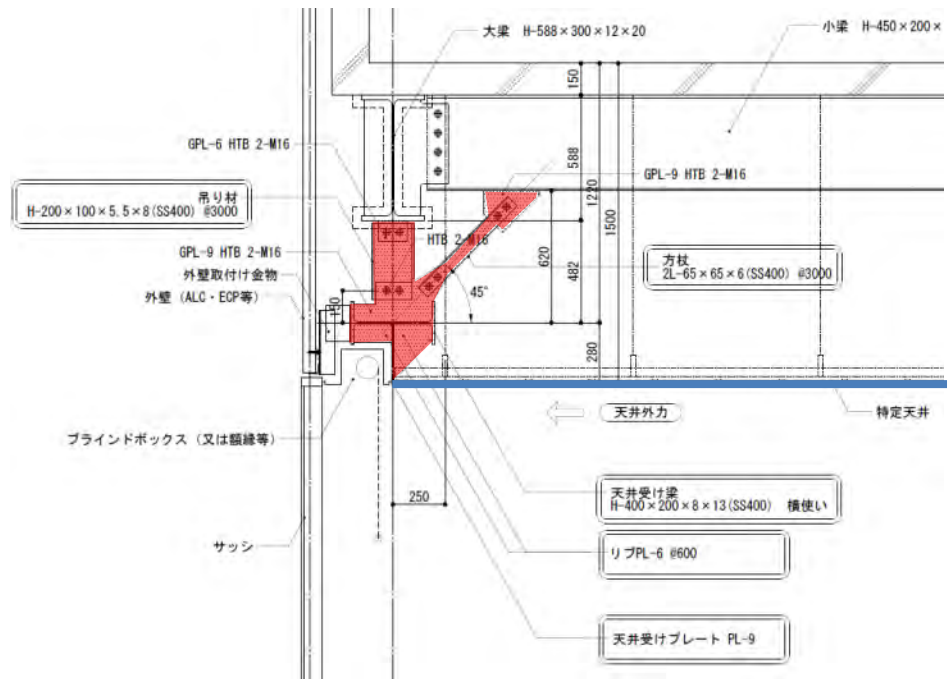 大梁 H-588×300×12×20
小梁 H-450×200×
150
GPL-6 HTB 2-M16
588
GPL-9 HTB 2-M16
吊り材
H-200×100×5.5×8(SS400) @3000
1220
1500
HTB 2-M16
GPL-9 HTB 2-M16
620
482
方杖
2L-65×65×6(SS400) @3000
外壁取付け金物
外壁（ALC・ECP等）
150
45°
280
天井外力
特定天井
ブラインドボックス（又は額縁等）
250
天井受け梁
H-400×200×8×13(SS400) 横使い
サッシ
リブPL-6 @600
天井受けプレート PL-9